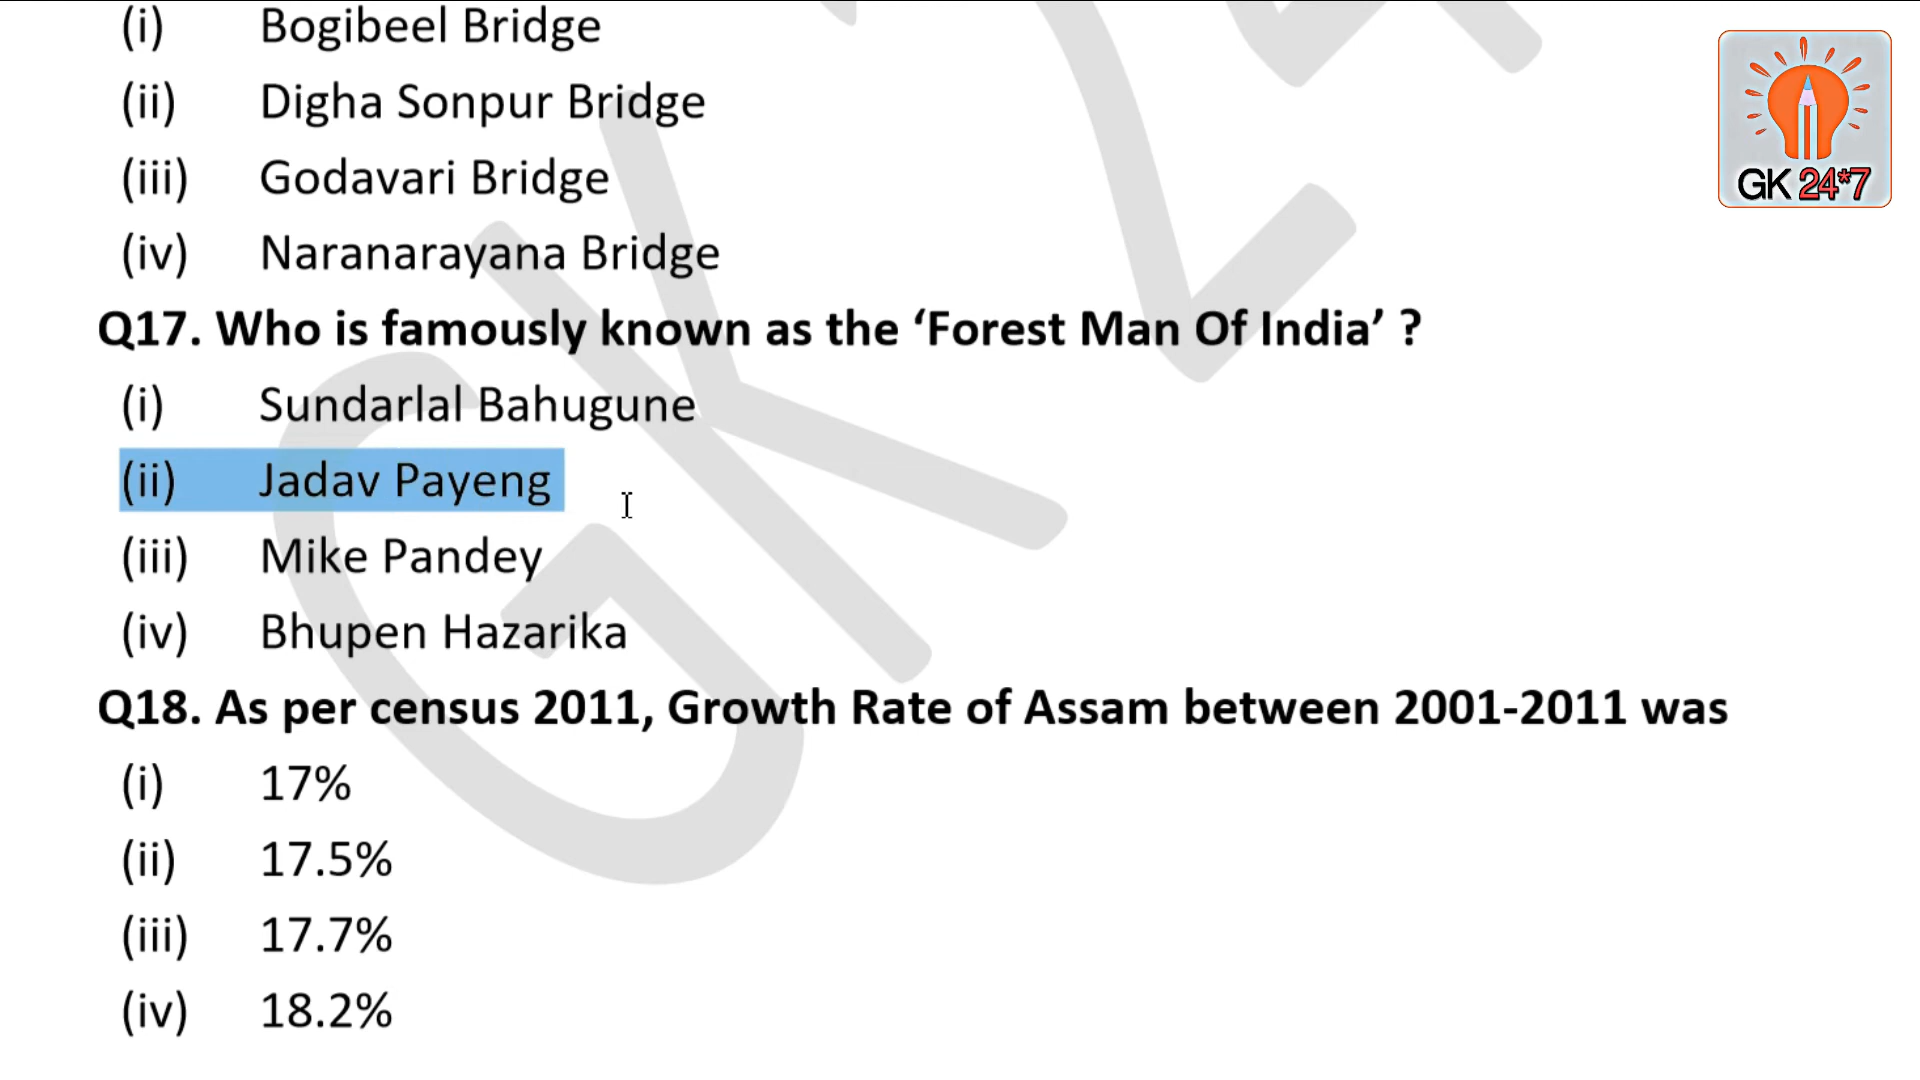 (i) Bogibeel Bridge
(ii) Digha Sonpur Bridge
(iii) Godavari Bridge
(iv) Naranarayana Bridge
Q17. Who is famously known as the ‘Forest Man Of India’ ?
(i) Sundarlal Bahugune
(ii) Jadav Payeng
(iii) Mike Pandey
(iv) Bhupen Hazarika
Q18. As per census 2011, Growth Rate of Assam between 2001-2011 was
(i) 17%
(ii) 17.5%
(iii) 17.7%
(iv) 18.2%
GK 24*7